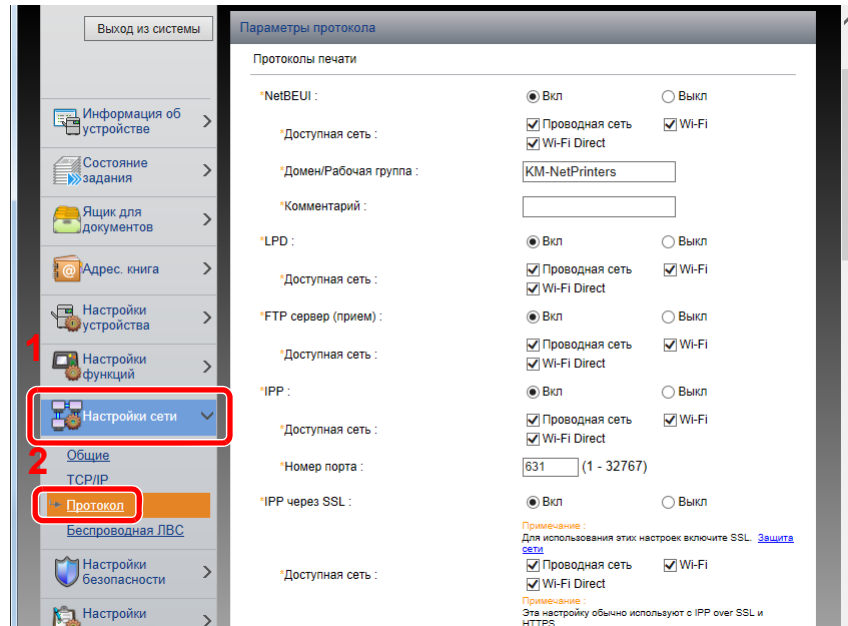 Выход из системы
Информация об
устройстве
Состояние
задания
Ящик для
документов
Адрес. книга
Настройки
устройства
1
Настройки
функций
Настройки сети
2
Общие
TCP/IP
Протокол
Беспроводная ЛВС
Настройки
безопасности
Настройки
Параметры протокола
Протоколы печати
*NetBEUI :
Вкл Выкл
*Доступная сеть :
Проводная сеть Wi-Fi
Wi-Fi Direct
*Домен/Рабочая группа :
KM-NetPrinters
*Комментарий :
*LPD :
Вкл Выкл
*Доступная сеть :
Проводная сеть Wi-Fi
Wi-Fi Direct
*FTP сервер (прием) :
Вкл Выкл
*Доступная сеть :
Проводная сеть Wi-Fi
Wi-Fi Direct
*IPP :
Вкл Выкл
*Доступная сеть :
Проводная сеть Wi-Fi
Wi-Fi Direct
*Номер порта :
631 (1 - 32767)
*IPP через SSL :
Вкл Выкл
Примечание :
Для использования этих настроек включите SSL. Защита
сети
*Доступная сеть :
Проводная сеть Wi-Fi
Wi-Fi Direct
Примечание :
Эта настройку обычно используют с IPP over SSL и
HTTPS